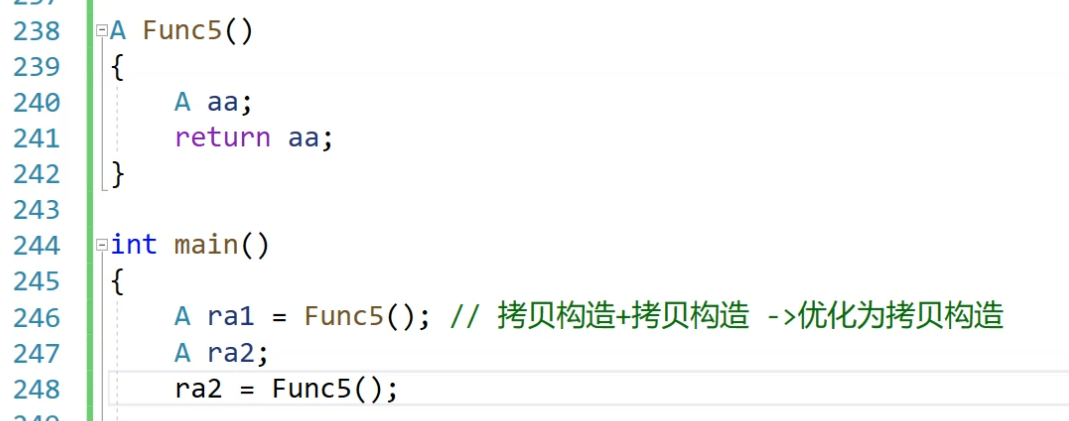 238 A Func5()
239 {
240 A aa;
241 return aa;
242 }
243
244 int main()
245 {
246 A ra1 = Func5(); // 拷贝构造+拷贝构造 ->优化为拷贝构造
247 A ra2;
248 ra2 = Func5();